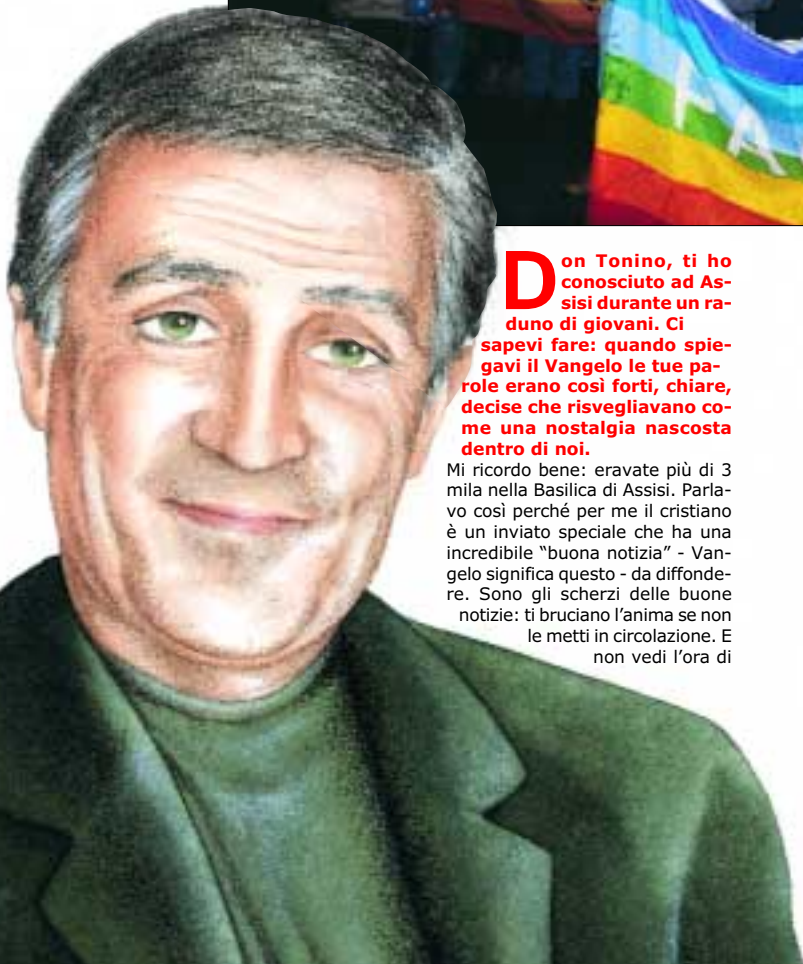 PA
Don Tonino, ti ho
conosciuto ad As-
sisi durante un ra-
duno di giovani. Ci
sapevi fare: quando spie-
gavi il Vangelo le tue pa-
role erano così forti, chiare,
decise che risvegliavano co-
me una nostalgia nascosta
dentro di noi.
Mi ricordo bene: eravate più di 3
mila nella Basilica di Assisi. Parla-
vo così perché per me il cristiano
è un inviato speciale che ha una
incredibile “buona notizia” - Van-
gelo significa questo - da diffonde-
re. Sono gli scherzi delle buone
notizie: ti bruciano l’anima se non
le metti in circolazione. E
non vedi l’ora di